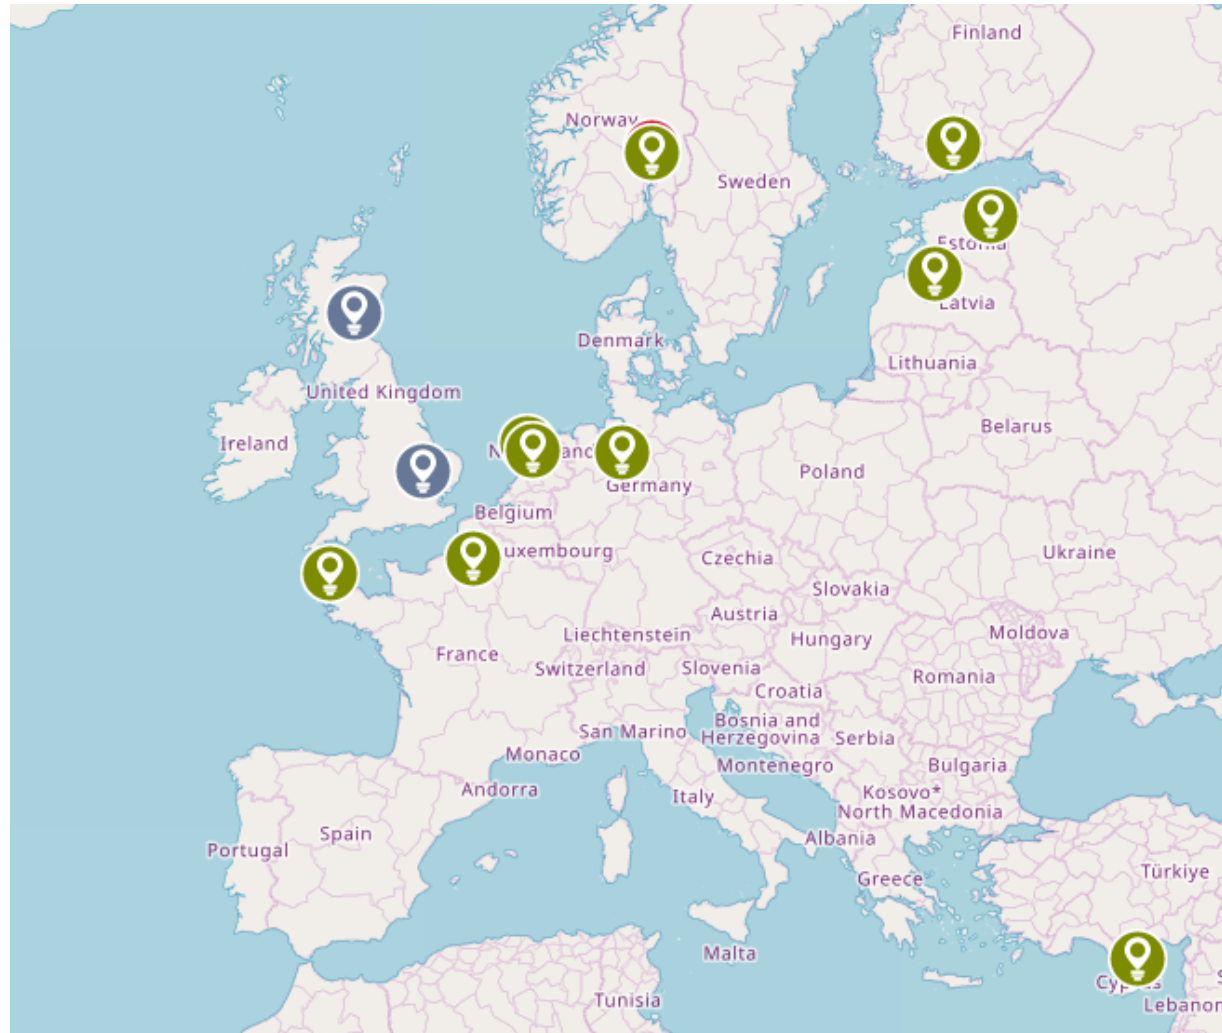 Finland
Norway
Sweden
Estonia
Latvia
Denmark
Lithuania
United Kingdom
Belarus
Ireland
Poland
Germany
Belgium
uxembourg
Czechia
Ukraine
Slovakia
Austria
Liechtenstein
Hungary
Moldova
France
Switzerland
Slovenia
Romania
Croatia
San Marino
Bosnia and
Herzegovina
Serbia
Monaco
Montenegro
Bulgaria
Andorra
Italy
Kosovo*
North Macedonia
Spain
Albania
Portugal
Greece
Türkiye
Malta
Cyprus
Tunisia
Lebanon